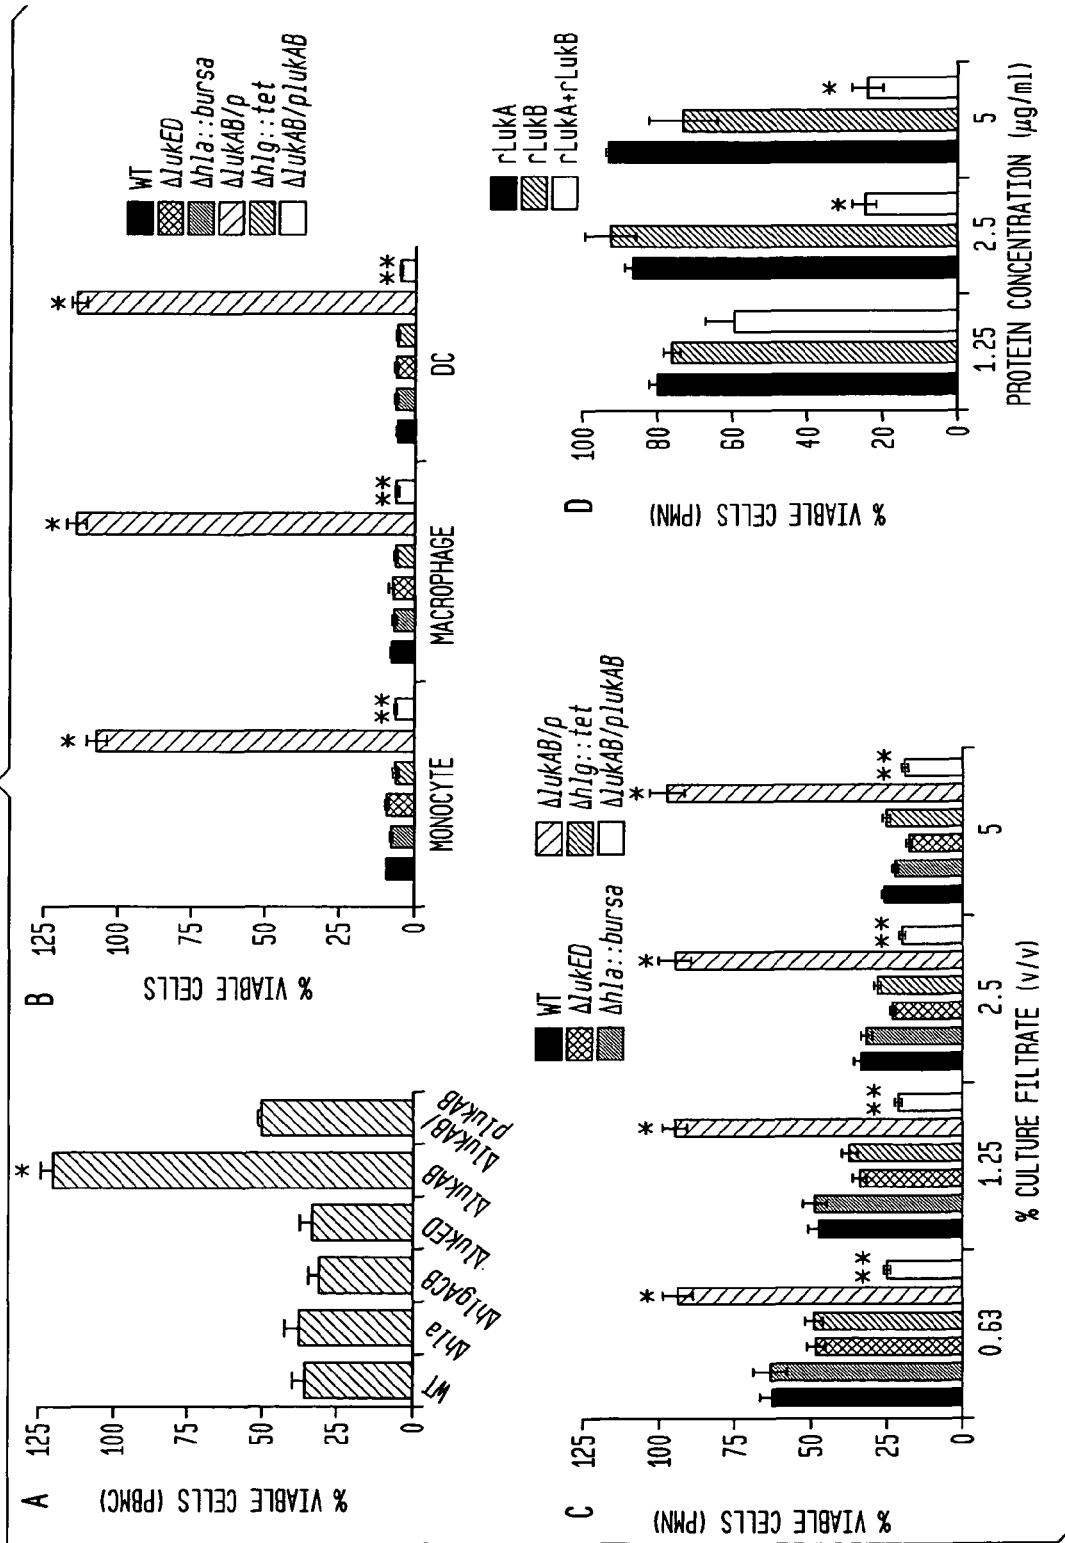 A
% VIABLE CELLS (PBMC)
125
100
75
50
25
0
WT
Δhla
ΔhlgACB
ΔlukED
ΔlukAB
ΔlukAB/
plukAB
*
B
% VIABLE CELLS
125
100
75
50
25
0
MONOCYTE
MACROPHAGE
DC
*
**
*
**
*
**
WT
ΔlukED
Δhla::bursa
ΔlukAB/p
Δhlg::tet
ΔlukAB/plukAB
C
% VIABLE CELLS (PMN)
125
100
75
50
25
0
0.63
1.25
2.5
5
% CULTURE FILTRATE (v/v)
*
**
*
**
*
**
*
**
WT
ΔlukED
Δhla::bursa
ΔlukAB/p
Δhlg::tet
ΔlukAB/plukAB
D
% VIABLE CELLS (PMN)
100
80
60
40
20
0
1.25
2.5
5
PROTEIN CONCENTRATION (μg/ml)
*
*
rLukA
rLukB
rLukA+rLukB